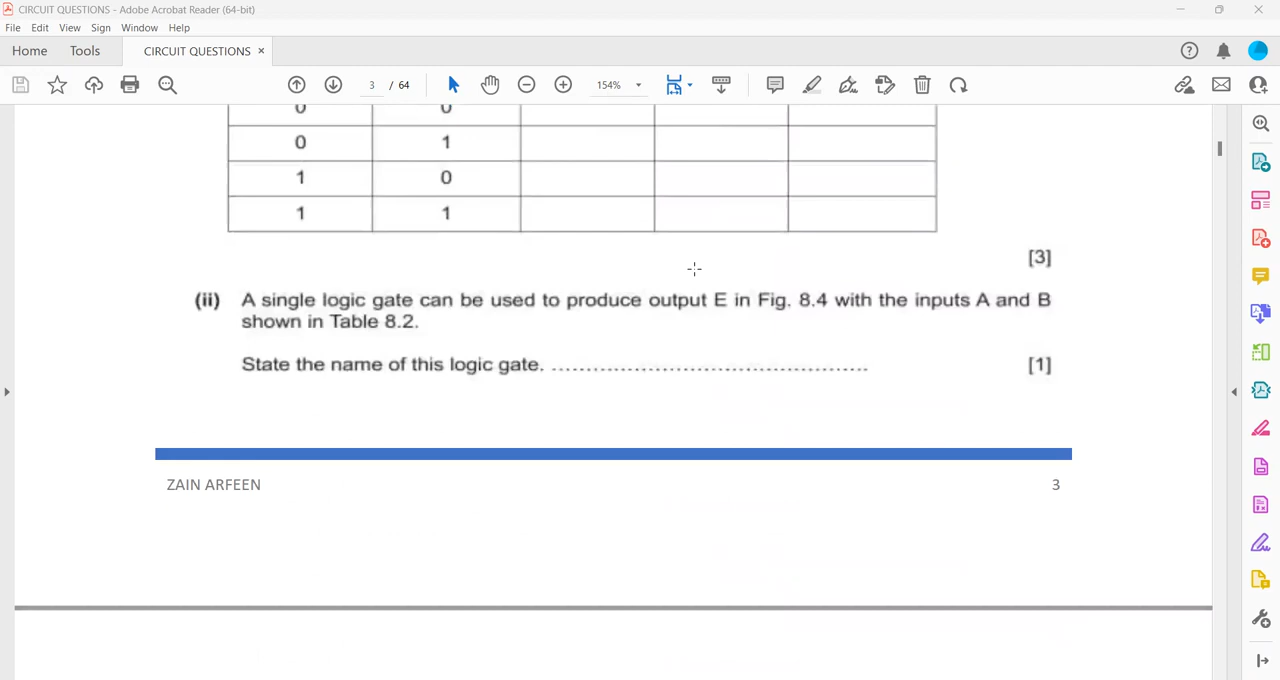 CIRCUIT QUESTIONS - Adobe Acrobat Reader (64-bit)
File Edit View Sign Window Help
Home Tools CIRCUIT QUESTIONS ×
3 / 64 154%
0 0
0 1
1 0
1 1
[3]
(ii) A single logic gate can be used to produce output E in Fig. 8.4 with the inputs A and B
shown in Table 8.2.
State the name of this logic gate. ............................................. [1]
ZAIN ARFEEN 3